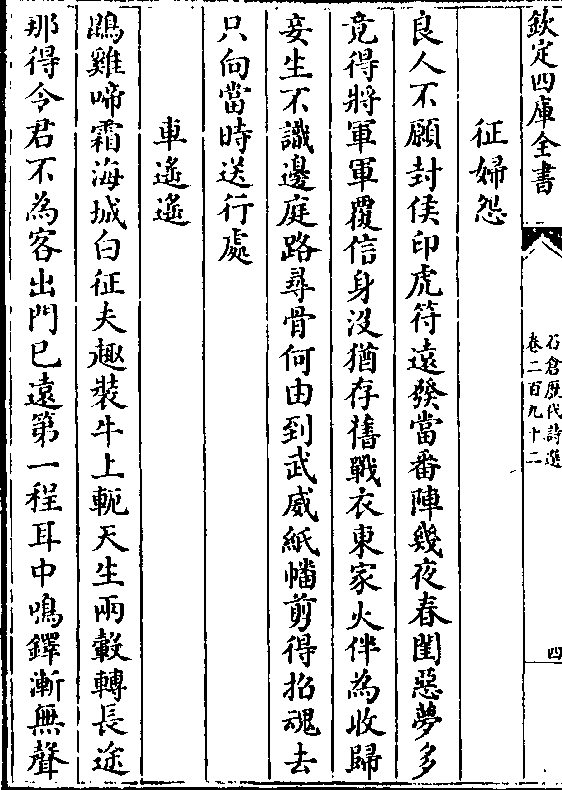 欽定四庫全書
石倉歷代詩選
卷二百九十二
四
征婦怨
良人不願封侯印虎符遠發當番陣幾夜春閨惡夢多
竟得將軍軍覆信身沒猶存舊戰衣東家火伴為收歸
妾生不識邊庭路尋骨何由到武威紙幡剪得招魂去
只向當時送行處
車遙遙
鵾雞啼霜海城白征夫趣裝牛上軛天生兩轂轉長途
那得令君不為客出門已遠第一程耳中鳴鐸漸無聲